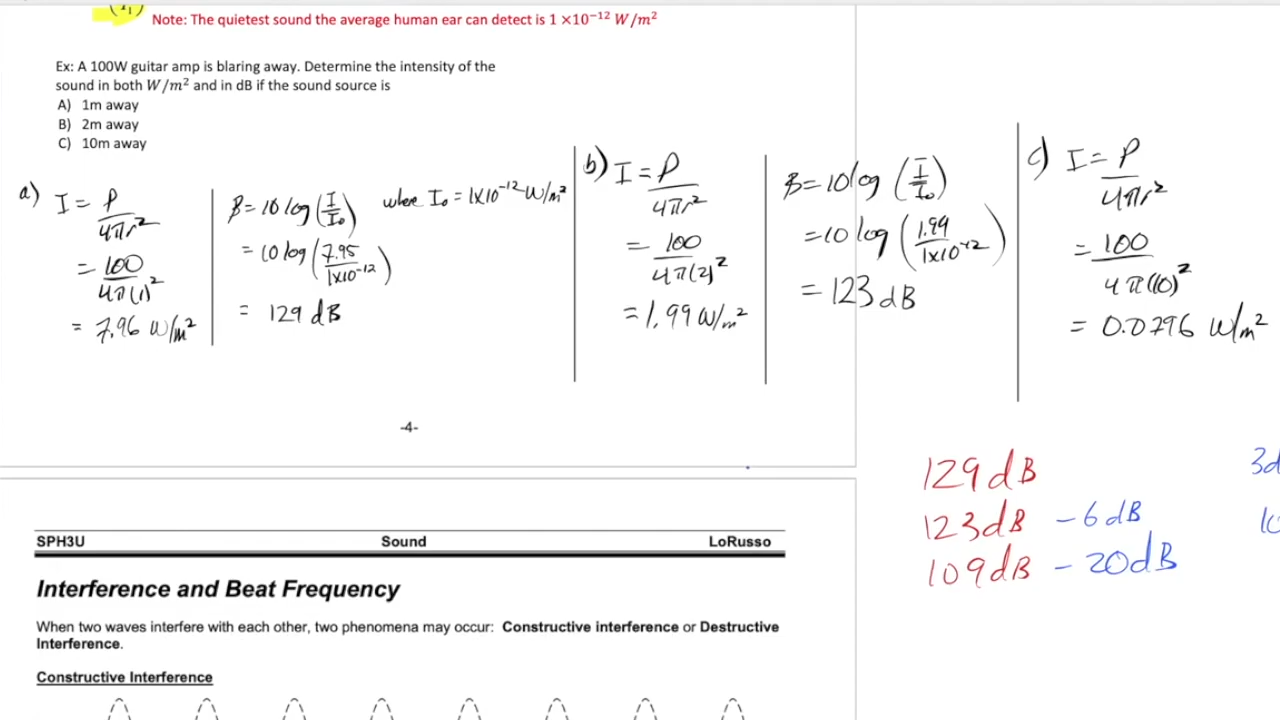 (I₁)
Note: The quietest sound the average human ear can detect is 1 ×10⁻¹² W/m²
Ex: A 100W guitar amp is blaring away. Determine the intensity of the
sound in both W/m² and in dB if the sound source is
A) 1m away
B) 2m away
C) 10m away
a) I = P / 4πr²
= 100 / 4π(1)²
= 7.96 W/m²
β = 10 log (I / I₀) where I₀ = 1x10⁻¹² W/m²
= 10 log (7.95 / 1x10⁻¹²)
= 129 dB
b) I = P / 4πr²
= 100 / 4π(2)²
= 1.99 W/m²
β = 10 log (I / I₀)
= 10 log (1.99 / 1x10⁻¹²)
= 123 dB
c) I = P / 4πr²
= 100 / 4π(10)²
= 0.0796 W/m²
-4-
129 dB
123 dB - 6 dB
109 dB - 20 dB
3d
10
SPH3U Sound LoRusso
Interference and Beat Frequency
When two waves interfere with each other, two phenomena may occur: Constructive interference or Destructive
Interference.
Constructive Interference